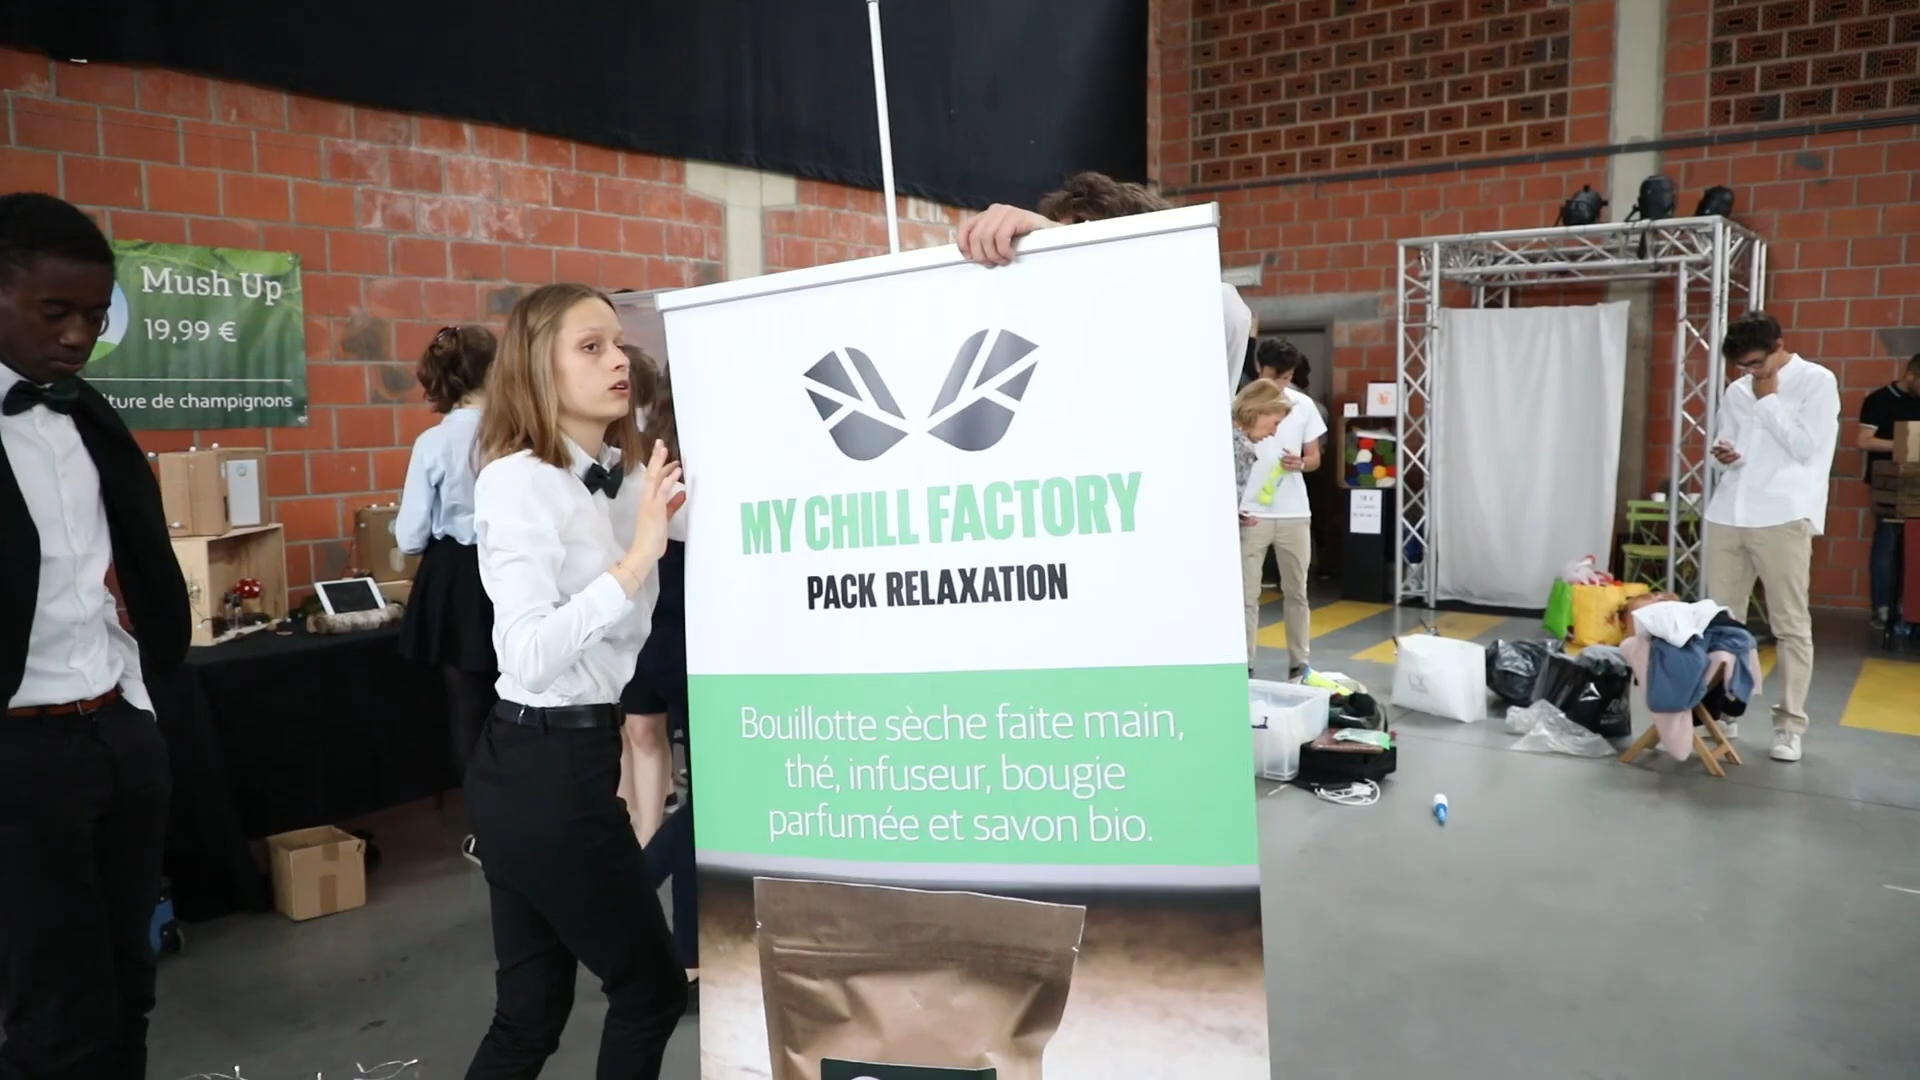 Mush Up
19,99 €
lture de champignons
MY CHILL FACTORY
PACK RELAXATION
Bouillotte sèche faite main,
thé, infuseur, bougie
parfumée et savon bio.